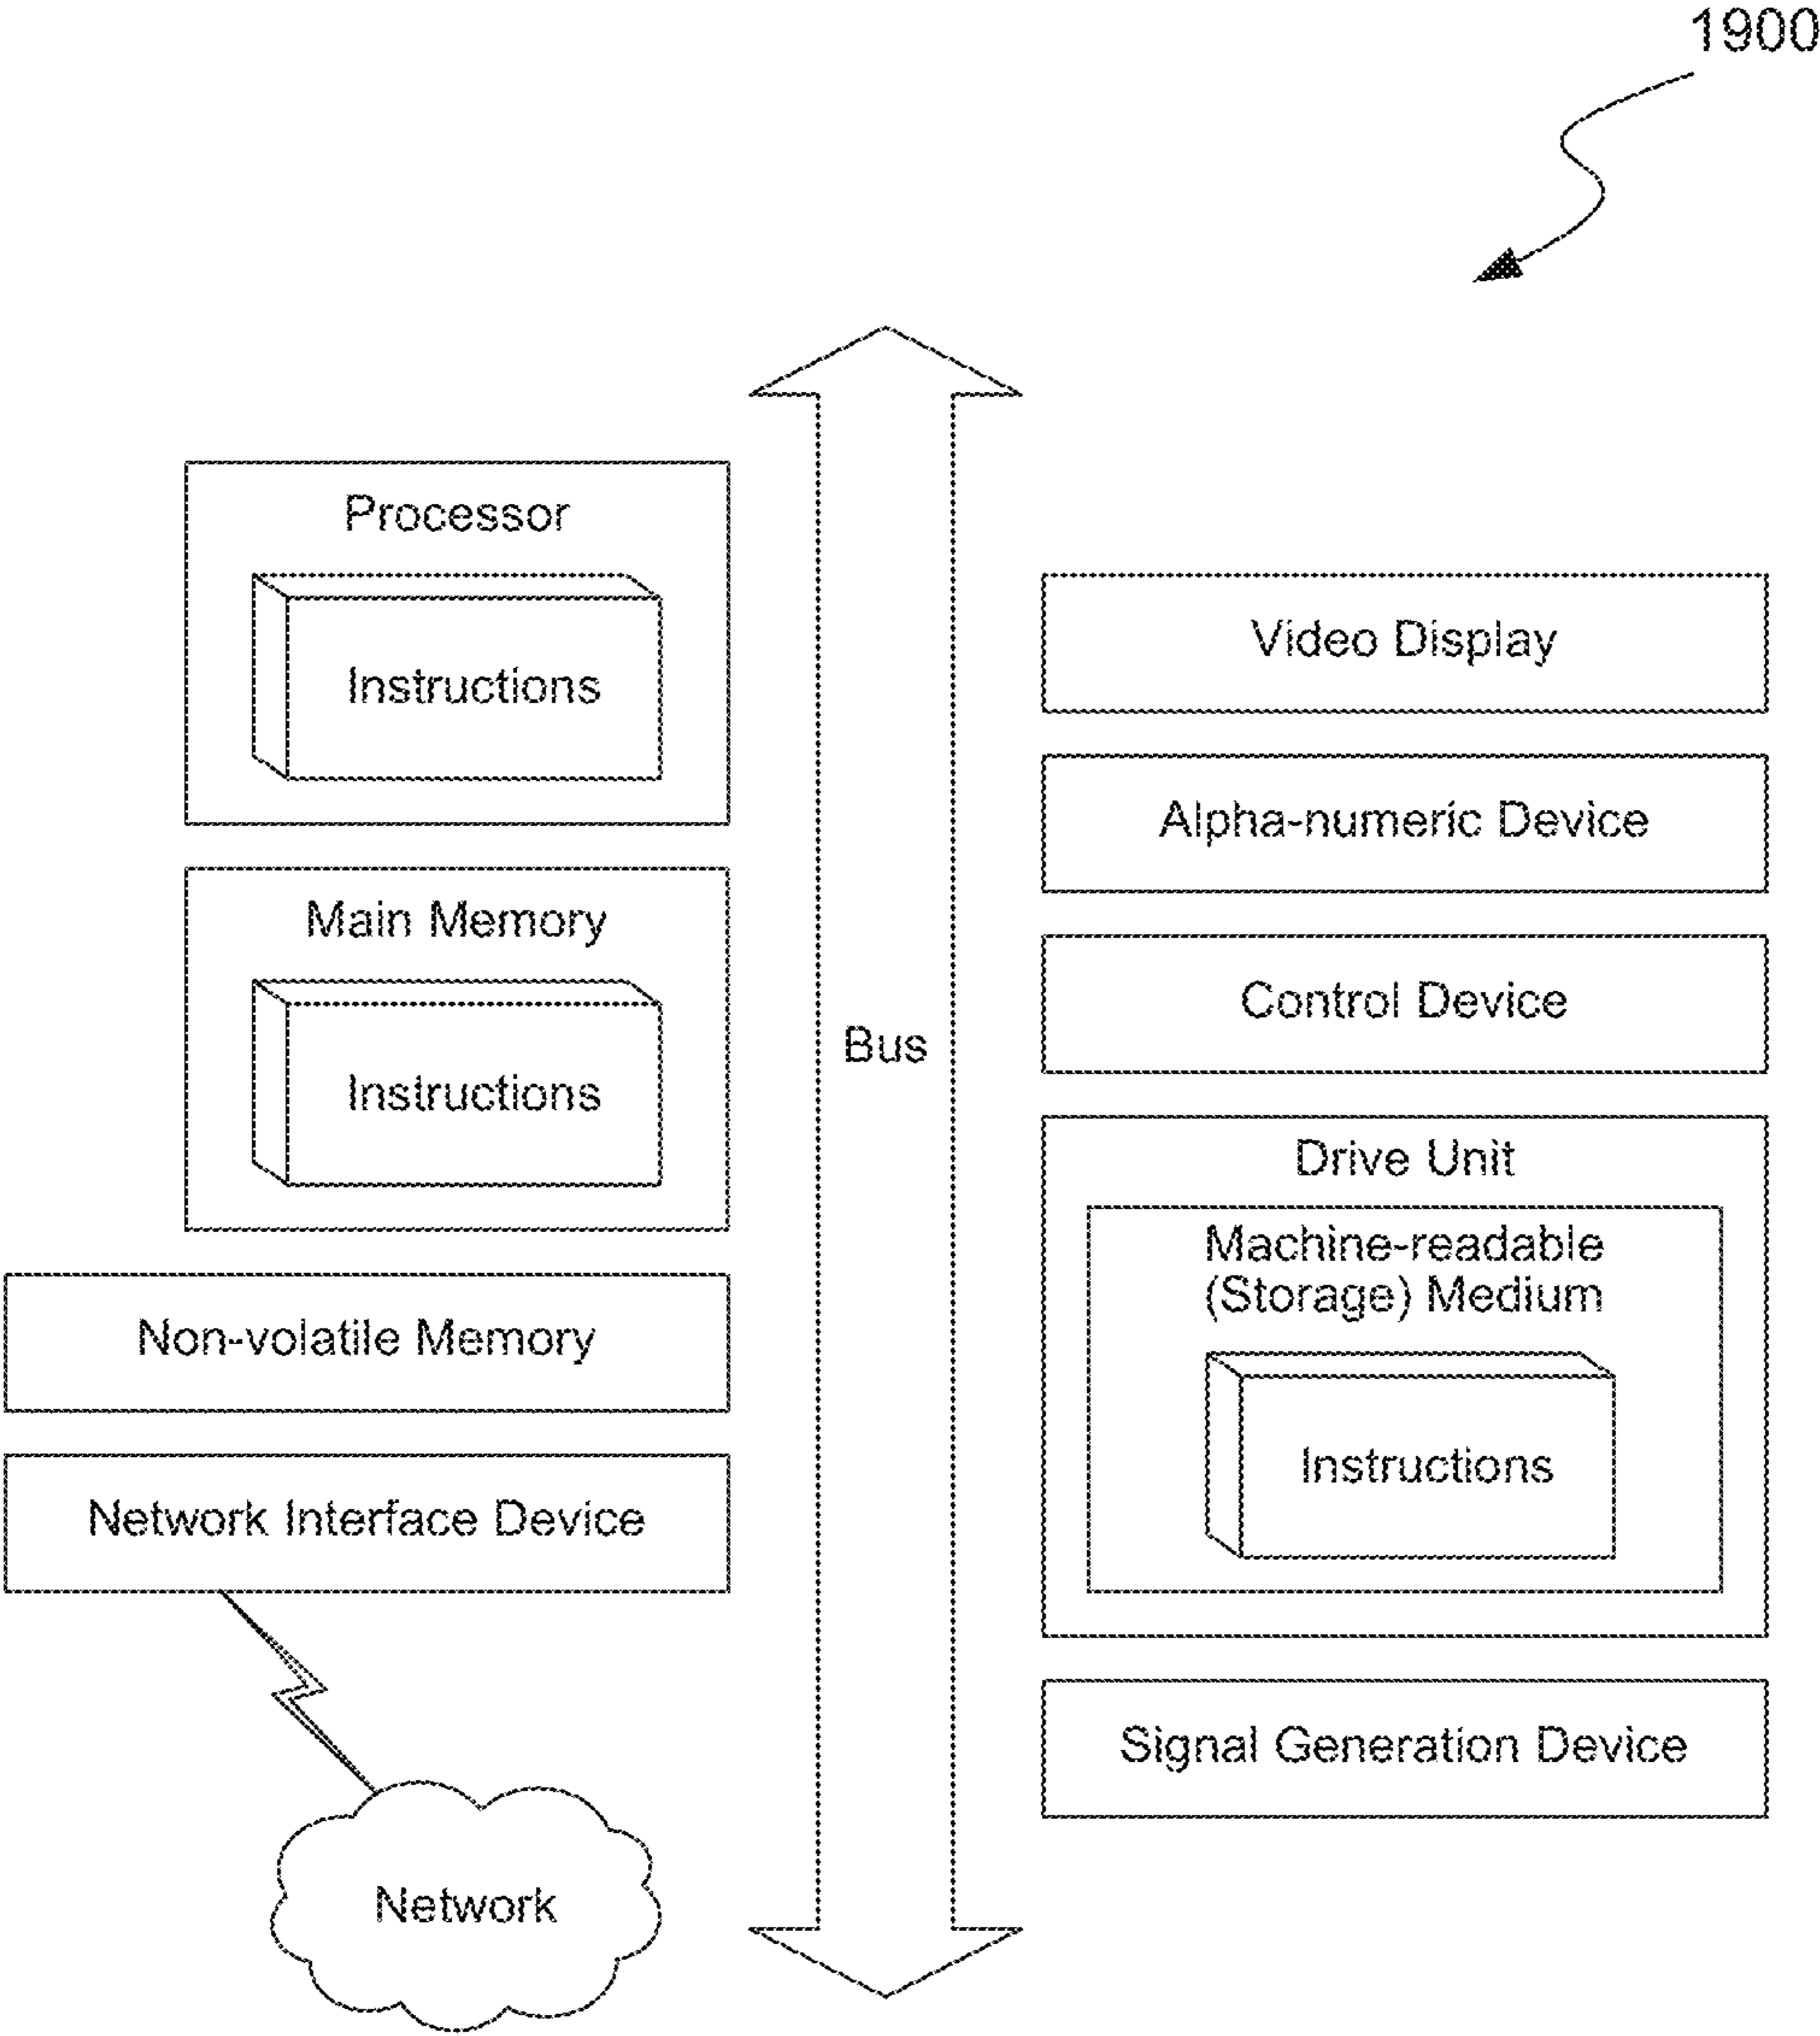 1900
Processor
Instructions
Main Memory
Instructions
Non-volatile Memory
Network Interface Device
Network
Bus
Video Display
Alpha-numeric Device
Control Device
Drive Unit
Machine-readable
(Storage) Medium
Instructions
Signal Generation Device